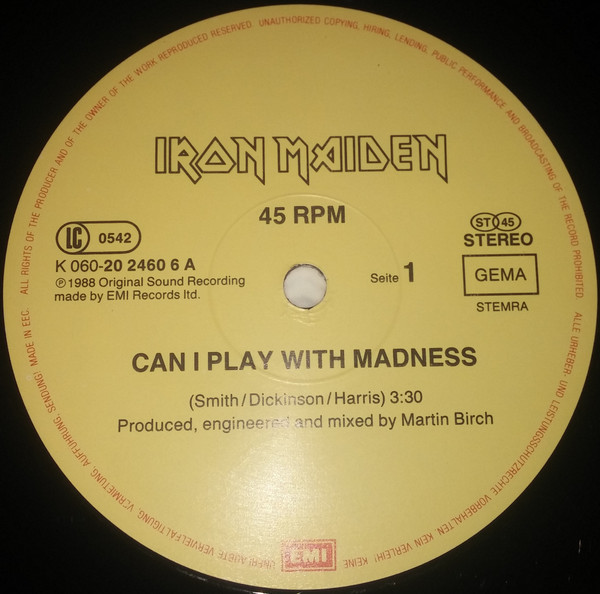 ALL RIGHTS OF THE PRODUCER AND OF THE OWNER OF THE WORK REPRODUCED RESERVED. UNAUTHORIZED COPYING, HIRING, LENDING, PUBLIC PERFORMANCE AND BROADCASTING OF THE RECORD PROHIBITED.
IRON MAIDEN
45 RPM
LC 0542
ST 45
STEREO
K 060-20 2460 6 A
℗ 1988 Original Sound Recording
made by EMI Records ltd.
Seite 1
GEMA
STEMRA
CAN I PLAY WITH MADNESS
(Smith/Dickinson/Harris) 3:30
Produced, engineered and mixed by Martin Birch
EMI
ALLE URHEBER- UND LEISTUNGSSCHUTZRECHTE VORBEHALTEN. KEIN VERLEIH! KEINE UNERLAUBTE VERVIELFÄLTIGUNG, VERMIETUNG, AUFFÜHRUNG, SENDUNG! MADE IN EEC.